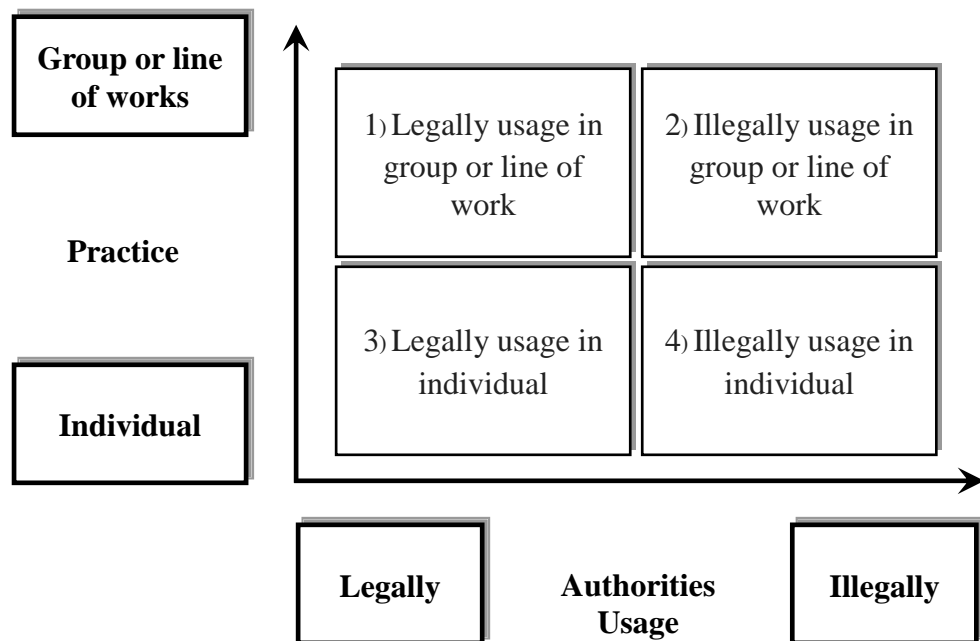 Group or line
of works
1) Legally usage in
group or line of
work
2) Illegally usage in
group or line of
work
Practice
3) Legally usage in
individual
4) Illegally usage in
individual
Individual
Legally
Authorities
Usage
Illegally